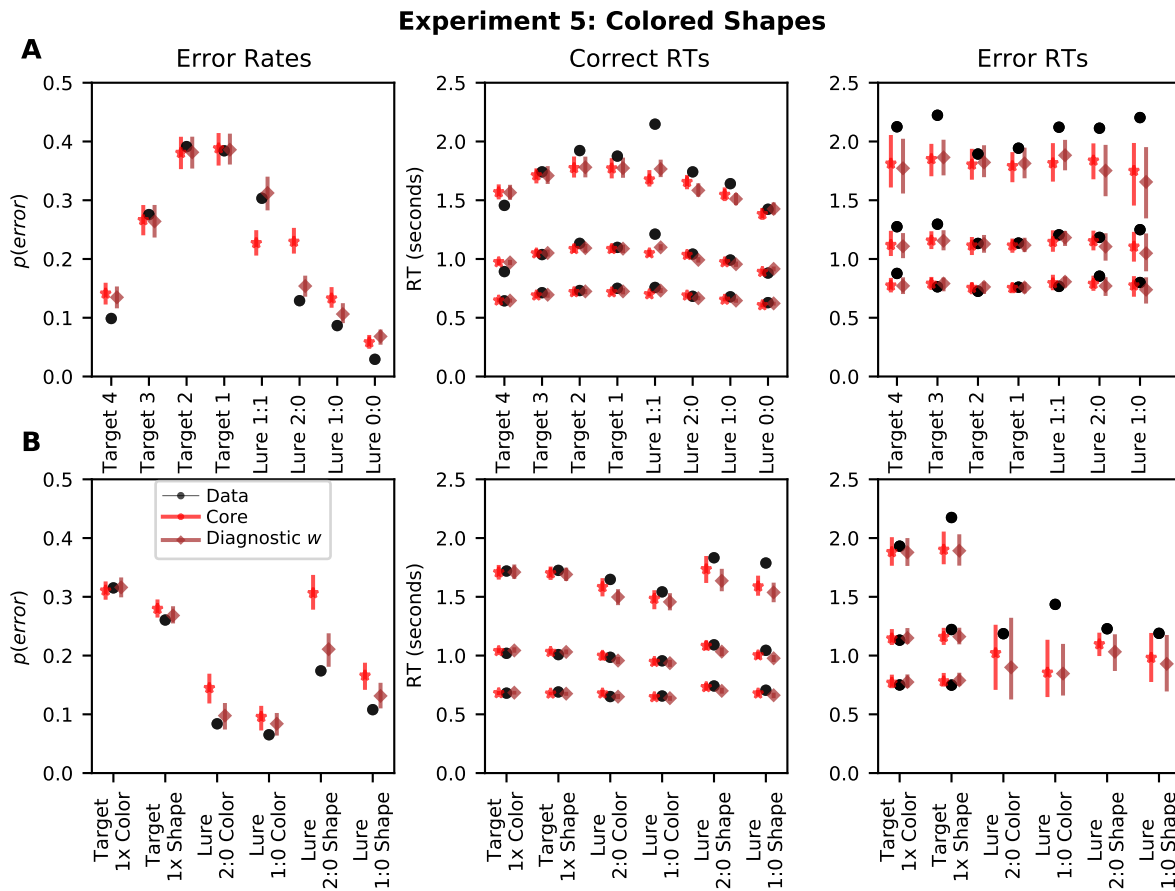 Experiment 5: Colored Shapes
A
Error Rates
Correct RTs
Error RTs
p(error)
0.5
0.4
0.3
0.2
0.1
0.0
Target 4
Target 3
Target 2
Target 1
Lure 1:1
Lure 2:0
Lure 1:0
Lure 0:0
RT (seconds)
2.5
2.0
1.5
1.0
0.5
0.0
Target 4
Target 3
Target 2
Target 1
Lure 1:1
Lure 2:0
Lure 1:0
Lure 0:0
2.5
2.0
1.5
1.0
0.5
0.0
Target 4
Target 3
Target 2
Target 1
Lure 1:1
Lure 2:0
Lure 1:0
B
p(error)
0.5
0.4
0.3
0.2
0.1
0.0
Data
Core
Diagnostic w
Target
1x Color
Target
1x Shape
Lure
2:0 Color
Lure
1:0 Color
Lure
2:0 Shape
Lure
1:0 Shape
RT (seconds)
2.5
2.0
1.5
1.0
0.5
0.0
Target
1x Color
Target
1x Shape
Lure
2:0 Color
Lure
1:0 Color
Lure
2:0 Shape
Lure
1:0 Shape
2.5
2.0
1.5
1.0
0.5
0.0
Target
1x Color
Target
1x Shape
Lure
2:0 Color
Lure
1:0 Color
Lure
2:0 Shape
Lure
1:0 Shape